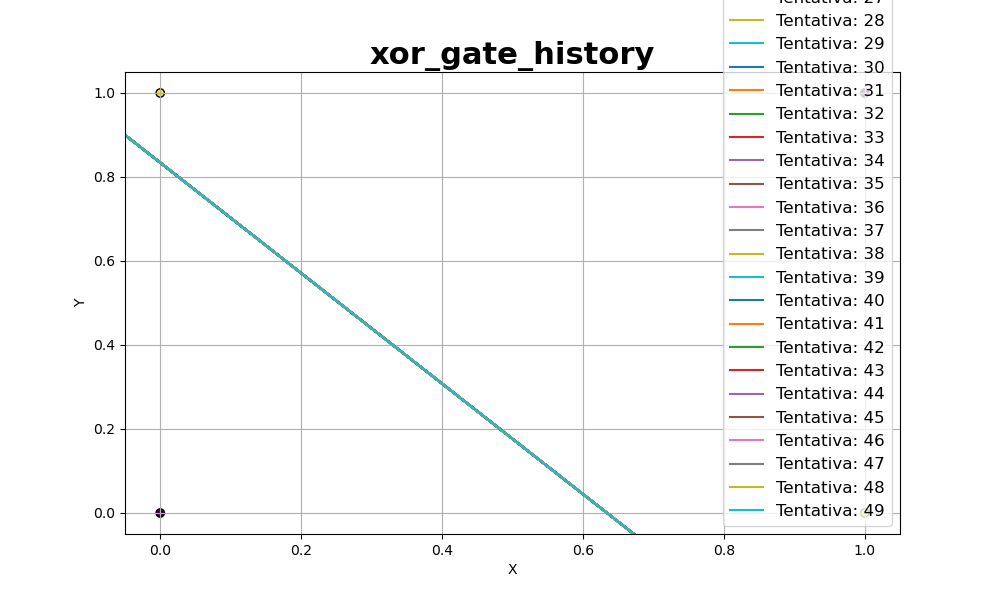 xor_gate_history
Y
1.0
0.8
0.6
0.4
0.2
0.0
0.0
0.2
0.4
0.6
0.8
1.0
X
Tentativa: 27
Tentativa: 28
Tentativa: 29
Tentativa: 30
Tentativa: 31
Tentativa: 32
Tentativa: 33
Tentativa: 34
Tentativa: 35
Tentativa: 36
Tentativa: 37
Tentativa: 38
Tentativa: 39
Tentativa: 40
Tentativa: 41
Tentativa: 42
Tentativa: 43
Tentativa: 44
Tentativa: 45
Tentativa: 46
Tentativa: 47
Tentativa: 48
Tentativa: 49